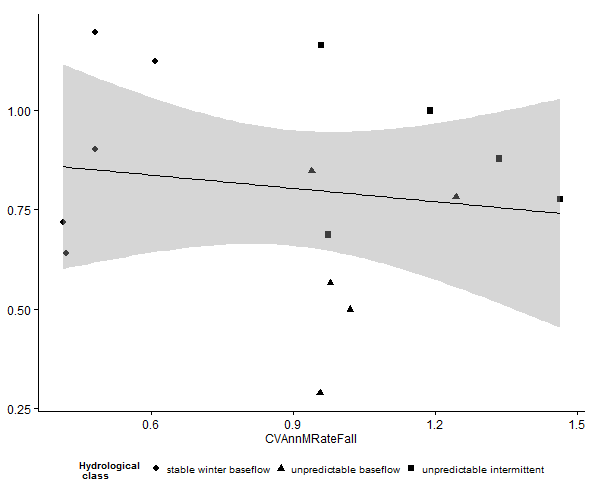 1.00
0.75
0.50
0.25
0.6 0.9 1.2 1.5
CVAnnMRateFall
Hydrological
class
stable winter baseflow unpredictable baseflow unpredictable intermittent